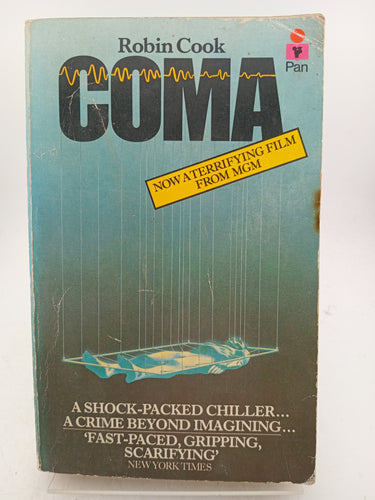 Robin Cook
Pan
COMA
NOW A TERRIFYING FILM
FROM MGM
A SHOCK-PACKED CHILLER...
A CRIME BEYOND IMAGINING...
'FAST-PACED, GRIPPING,
SCARIFYING'
NEW YORK TIMES